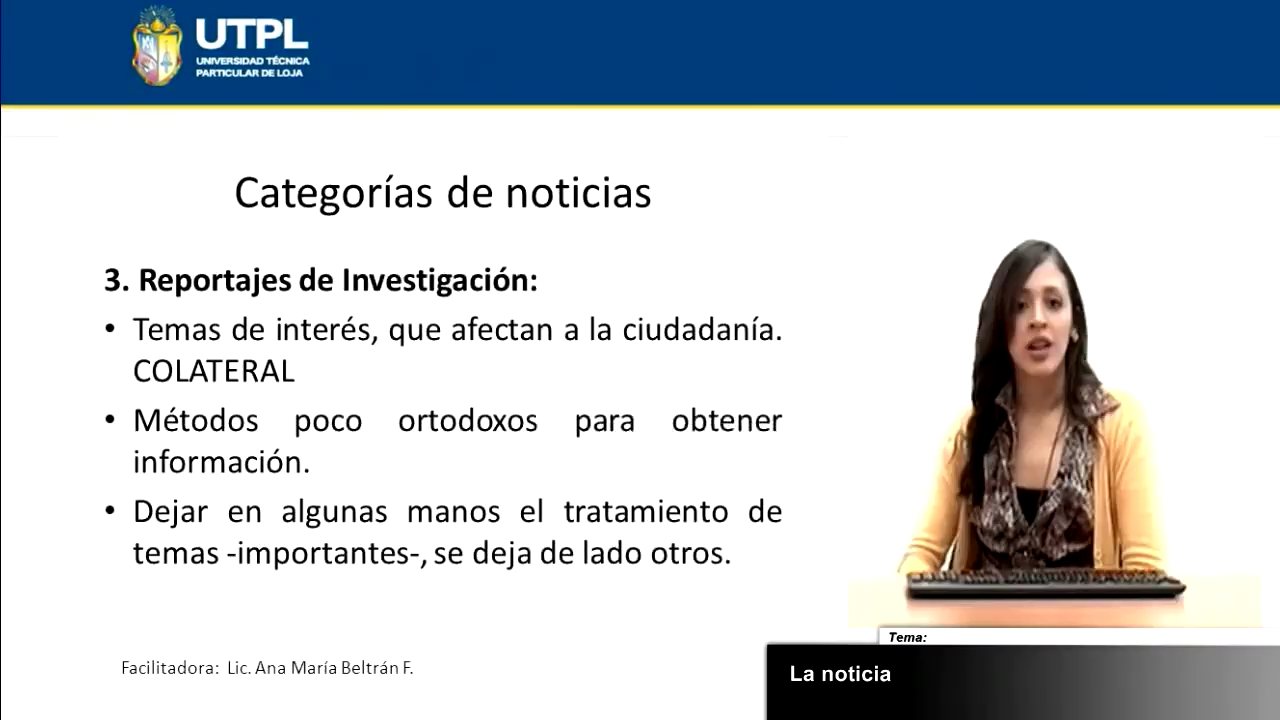 UTPL
UNIVERSIDAD TÉCNICA
PARTICULAR DE LOJA
Categorías de noticias
3. Reportajes de Investigación:
• Temas de interés, que afectan a la ciudadanía.
COLATERAL
• Métodos poco ortodoxos para obtener
información.
• Dejar en algunas manos el tratamiento de
temas -importantes-, se deja de lado otros.
Facilitadora: Lic. Ana María Beltrán F.
Tema:
La noticia